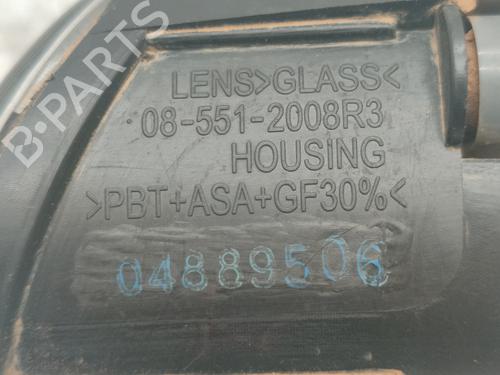 B-PARTS
LENS>GLASS<
08-551-2008R3
HOUSING
>PBT+ASA+GF30%<
04889506